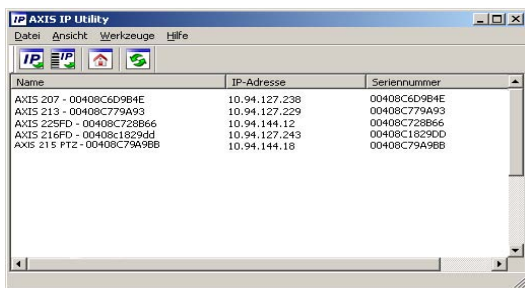 IP AXIS IP Utility
Datei Ansicht Werkzeuge Hilfe
IP IP
Name IP-Adresse Seriennummer
AXIS 207 - 00408C6D9B4E 10.94.127.238 00408C6D9B4E
AXIS 213 - 00408C779A93 10.94.127.229 00408C779A93
AXIS 225FD - 00408C728B66 10.94.144.12 00408C728B66
AXIS 216FD - 00408c1829dd 10.94.127.243 00408C1829DD
AXIS 215 PTZ - 00408C79A9BB 10.94.144.18 00408C79A9BB